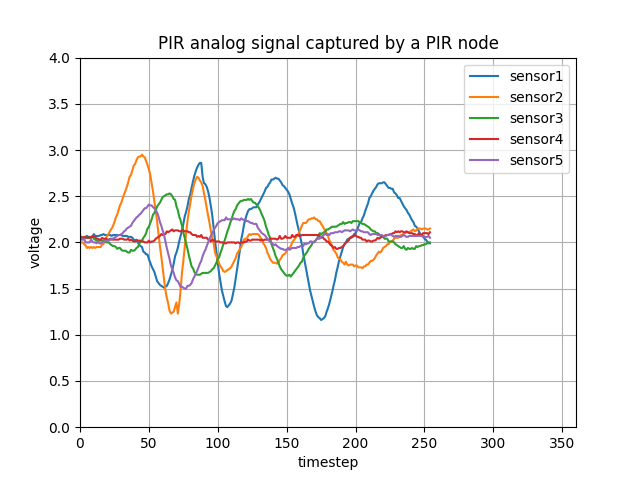 PIR analog signal captured by a PIR node
4.0
3.5
3.0
2.5
2.0
1.5
1.0
0.5
0.0
voltage
sensor1
sensor2
sensor3
sensor4
sensor5
0 50 100 150 200 250 300 350
timestep